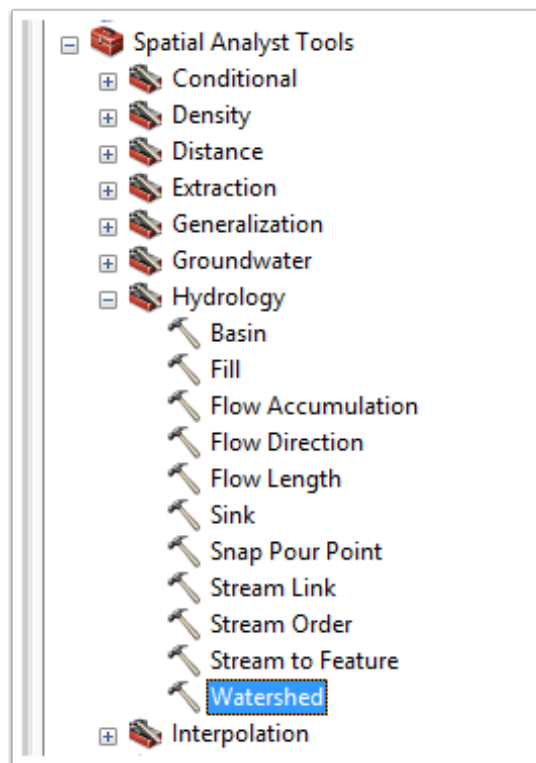 Spatial Analyst Tools
Conditional
Density
Distance
Extraction
Generalization
Groundwater
Hydrology
Basin
Fill
Flow Accumulation
Flow Direction
Flow Length
Sink
Snap Pour Point
Stream Link
Stream Order
Stream to Feature
Watershed
Interpolation